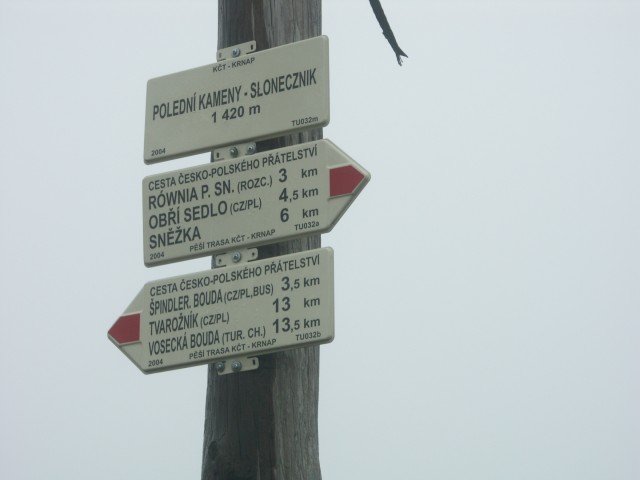 KČT - KRNAP
POLEDNÍ KAMENY - SLONECZNIK
1 420 m
2004 TU032m
CESTA ČESKO-POLSKÉHO PŘÁTELSTVÍ
RÓWNIA P. SN. (ROZC.) 3 km
OBŘÍ SEDLO (CZ/PL) 4,5 km
SNĚŽKA 6 km
2004 PĚŠÍ TRASA KČT - KRNAP TU032a
CESTA ČESKO-POLSKÉHO PŘÁTELSTVÍ
ŠPINDLER. BOUDA (CZ/PL,BUS) 3,5 km
TVAROŽNÍK (CZ/PL) 13 km
VOSECKÁ BOUDA (TUR. CH.) 13,5 km
2004 PĚŠÍ TRASA KČT - KRNAP TU032b